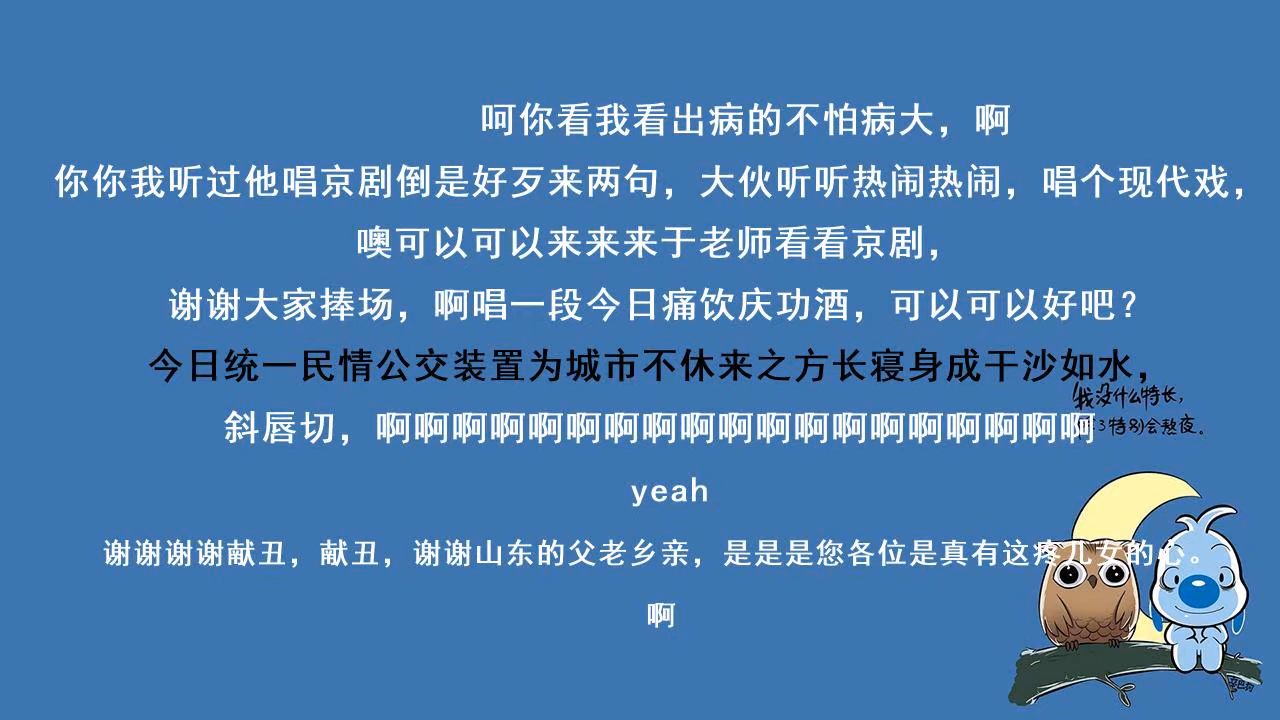 呵你看我看出病的不怕病大，啊
你你我听过他唱京剧倒是好歹来两句，大伙听听热闹热闹，唱个现代戏，
噢可以可以来来来于老师看看京剧，
谢谢大家捧场，啊唱一段今日痛饮庆功酒，可以可以好吧？
今日统一民情公交装置为城市不休来之方长寝身成干沙如水，
我没什么特长，
特别会熬夜。
斜唇切，啊啊啊啊啊啊啊啊啊啊啊啊啊啊啊啊啊啊啊
yeah
谢谢谢谢献丑，献丑，谢谢山东的父老乡亲，是是是您各位是真有这疼儿女的心。
啊